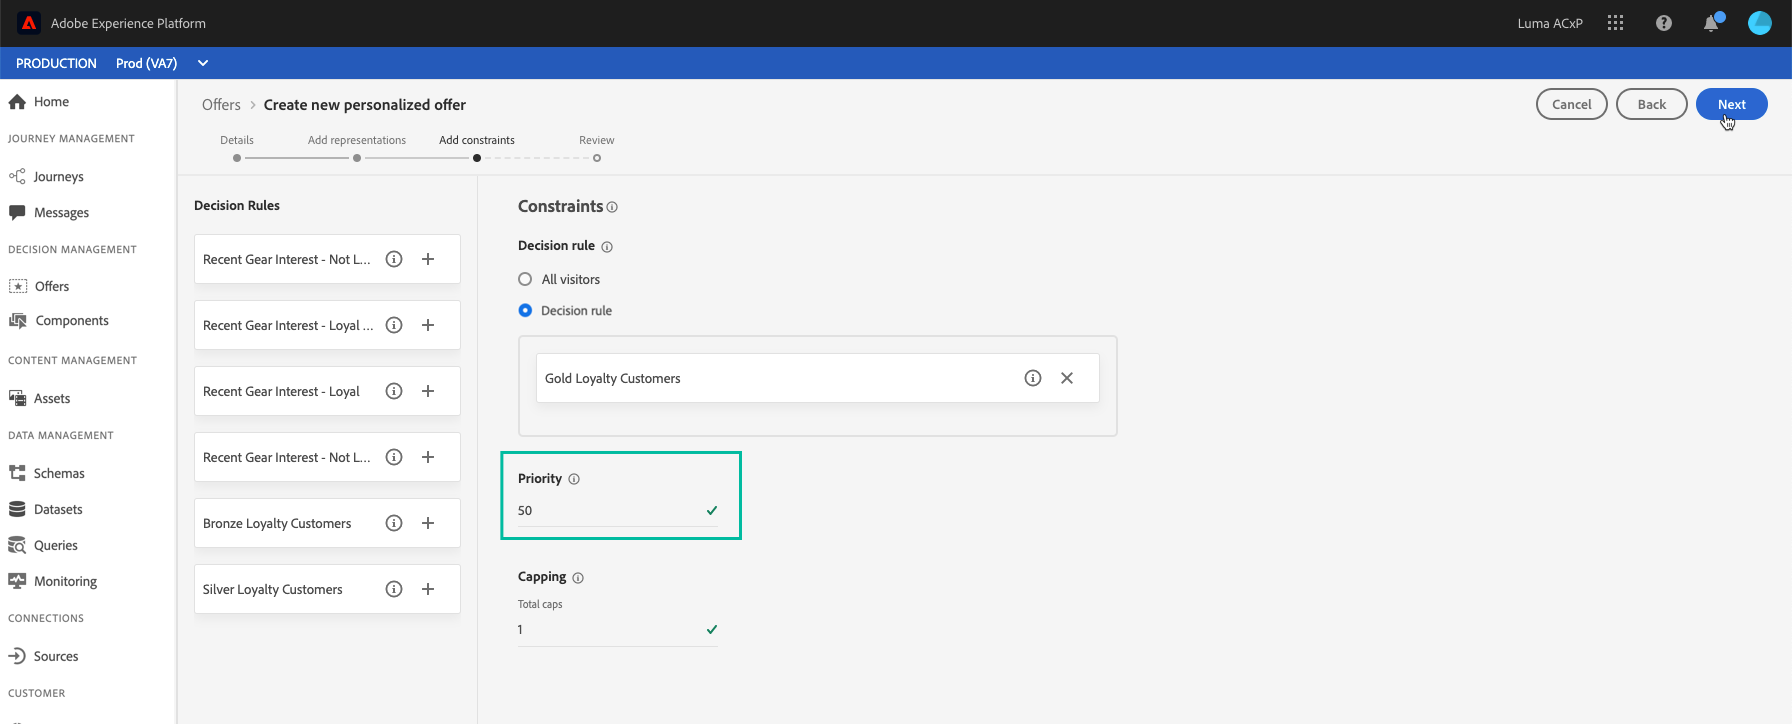 Adobe Experience Platform
Luma ACxP
PRODUCTION Prod (VA7)
Home
JOURNEY MANAGEMENT
Journeys
Messages
DECISION MANAGEMENT
Offers
Components
CONTENT MANAGEMENT
Assets
DATA MANAGEMENT
Schemas
Datasets
Queries
Monitoring
CONNECTIONS
Sources
CUSTOMER
Offers > Create new personalized offer
Cancel
Back
Next
Details
Add representations
Add constraints
Review
Decision Rules
Recent Gear Interest - Not L...
Recent Gear Interest - Loyal ...
Recent Gear Interest - Loyal
Recent Gear Interest - Not L...
Bronze Loyalty Customers
Silver Loyalty Customers
Constraints
Decision rule
All visitors
Decision rule
Gold Loyalty Customers
Priority
50
Capping
Total caps
1